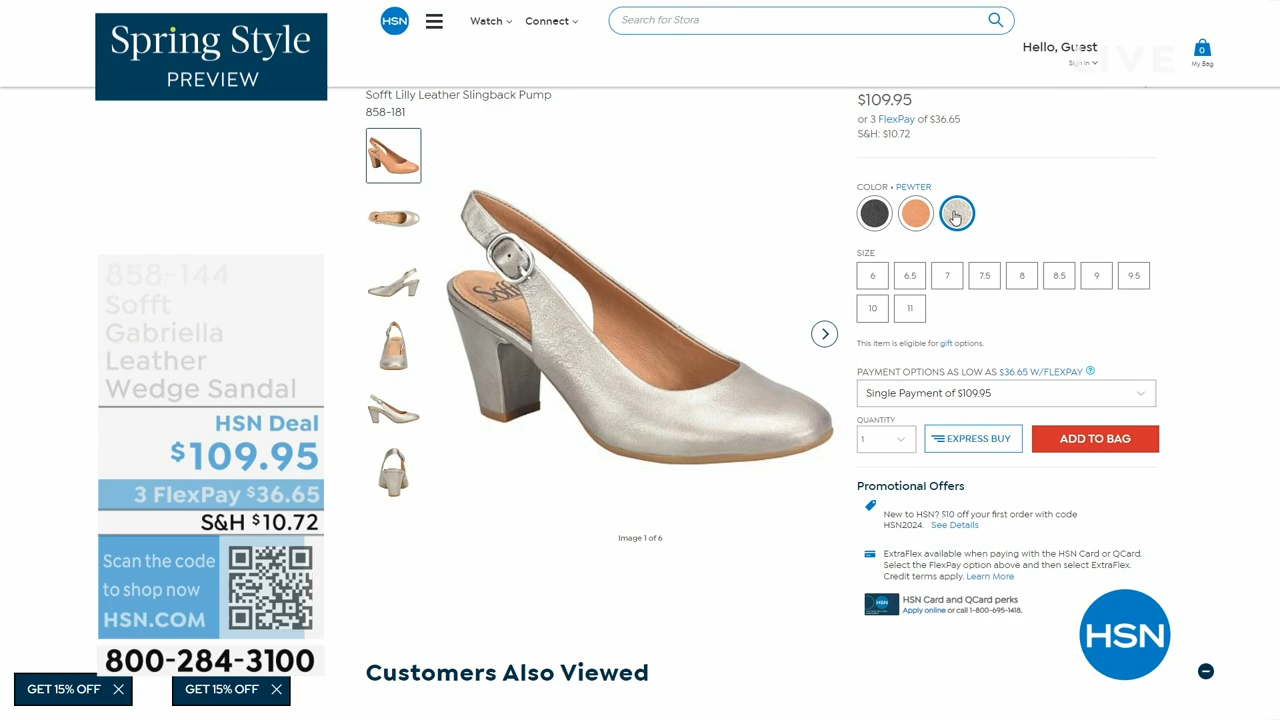 Spring Style
PREVIEW
HSN
Watch
Connect
Search for Stora
Hello, Guest
Sign In
LIVE
0
My Bag
Sofft Lilly Leather Slingback Pump
858-181
$109.95
or 3 FlexPay of $36.65
S&H: $10.72
COLOR • PEWTER
SIZE
6
6.5
7
7.5
8
8.5
9
9.5
10
11
This item is eligible for gift options.
PAYMENT OPTIONS AS LOW AS $36.65 W/FLEXPAY ?
Single Payment of $109.95
QUANTITY
1
EXPRESS BUY
ADD TO BAG
Promotional Offers
New to HSN? $10 off your first order with code
HSN2024. See Details
ExtraFlex available when paying with the HSN Card or QCard.
Select the FlexPay option above and then select ExtraFlex.
Credit terms apply. Learn More
HSN
HSN Card and QCard perks
Apply online or call 1-800-695-1418.
Sofft
Image 1 of 6
858-144
Sofft
Gabriella
Leather
Wedge Sandal
HSN Deal
$109.95
3 FlexPay $36.65
S&H $10.72
Scan the code
to shop now
HSN.COM
800-284-3100
GET 15% OFF
GET 15% OFF
Customers Also Viewed
HSN